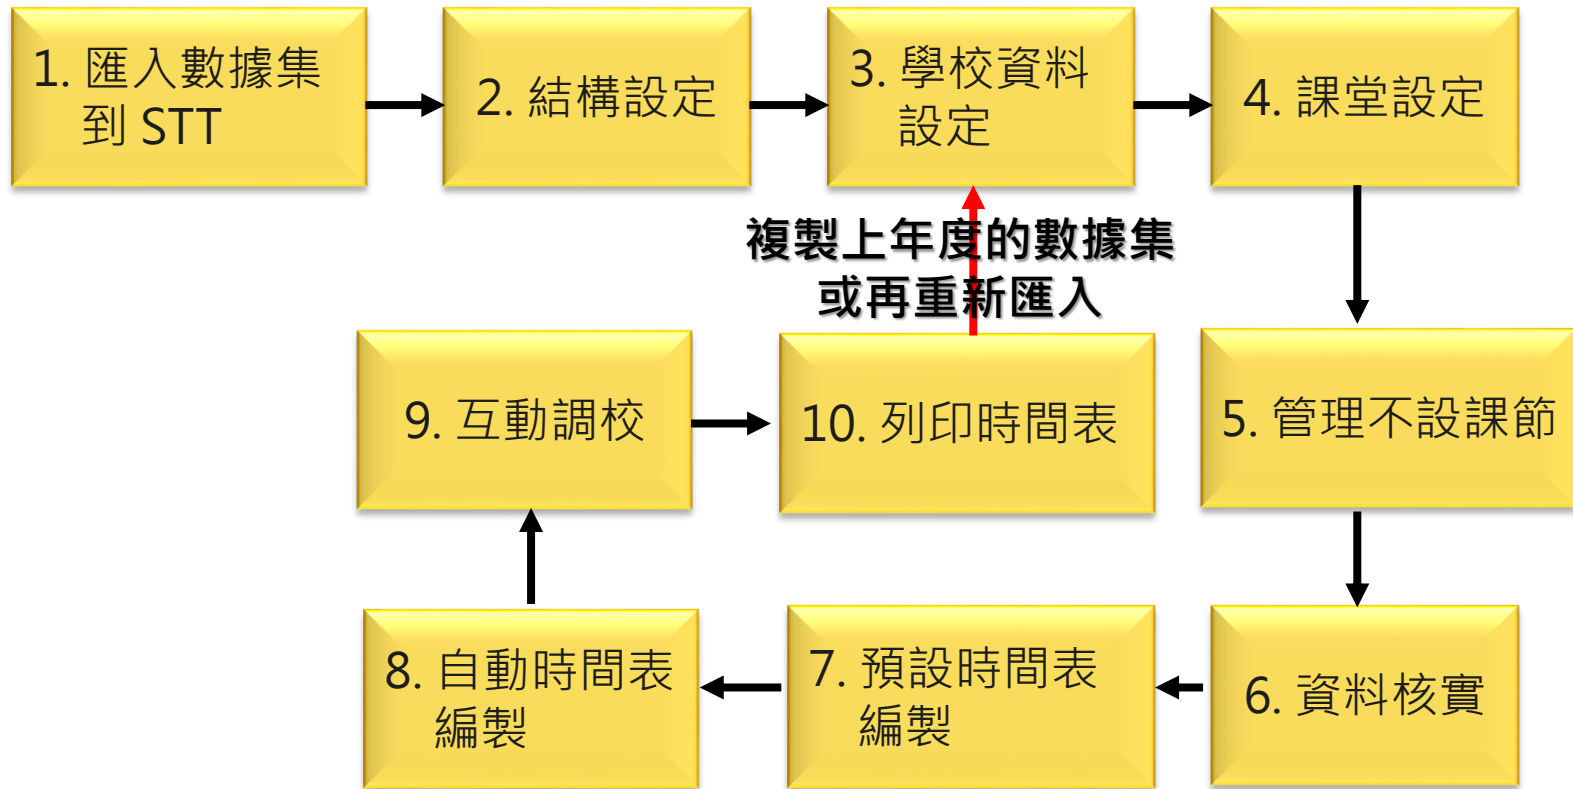 1. 匯入數據集
到 STT
2. 結構設定
3. 學校資料
設定
4. 課堂設定
複製上年度的數據集
或再重新匯入
5. 管理不設課節
6. 資料核實
7. 預設時間表
編製
8. 自動時間表
編製
9. 互動調校
10. 列印時間表